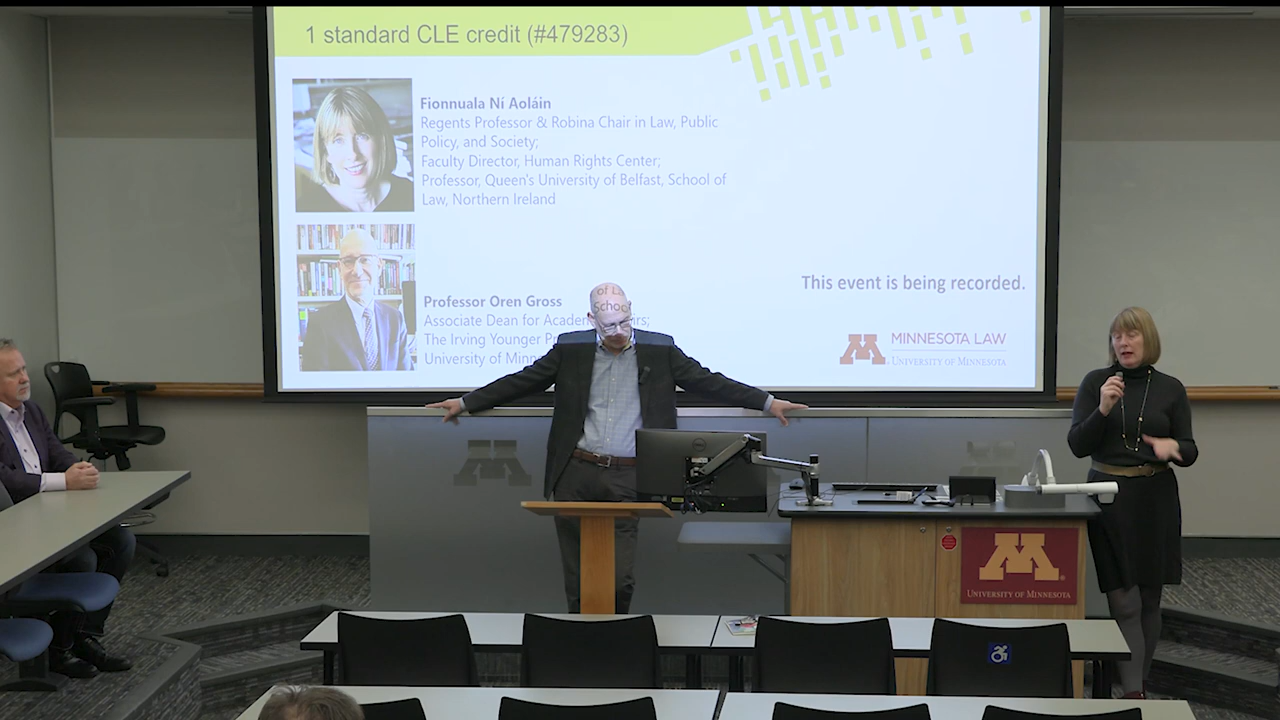 1 standard CLE credit (#479283)
Fionnuala Ní Aoláin
Regents Professor & Robina Chair in Law, Public
Policy, and Society;
Faculty Director, Human Rights Center;
Professor, Queen's University of Belfast, School of
Law, Northern Ireland
Professor Oren Gross
Associate Dean for
The Irving Younger
University of
of
School
This event is being recorded.
M MINNESOTA LAW
UNIVERSITY OF MINNESOTA
M
DELL
M
UNIVERSITY OF MINNESOTA